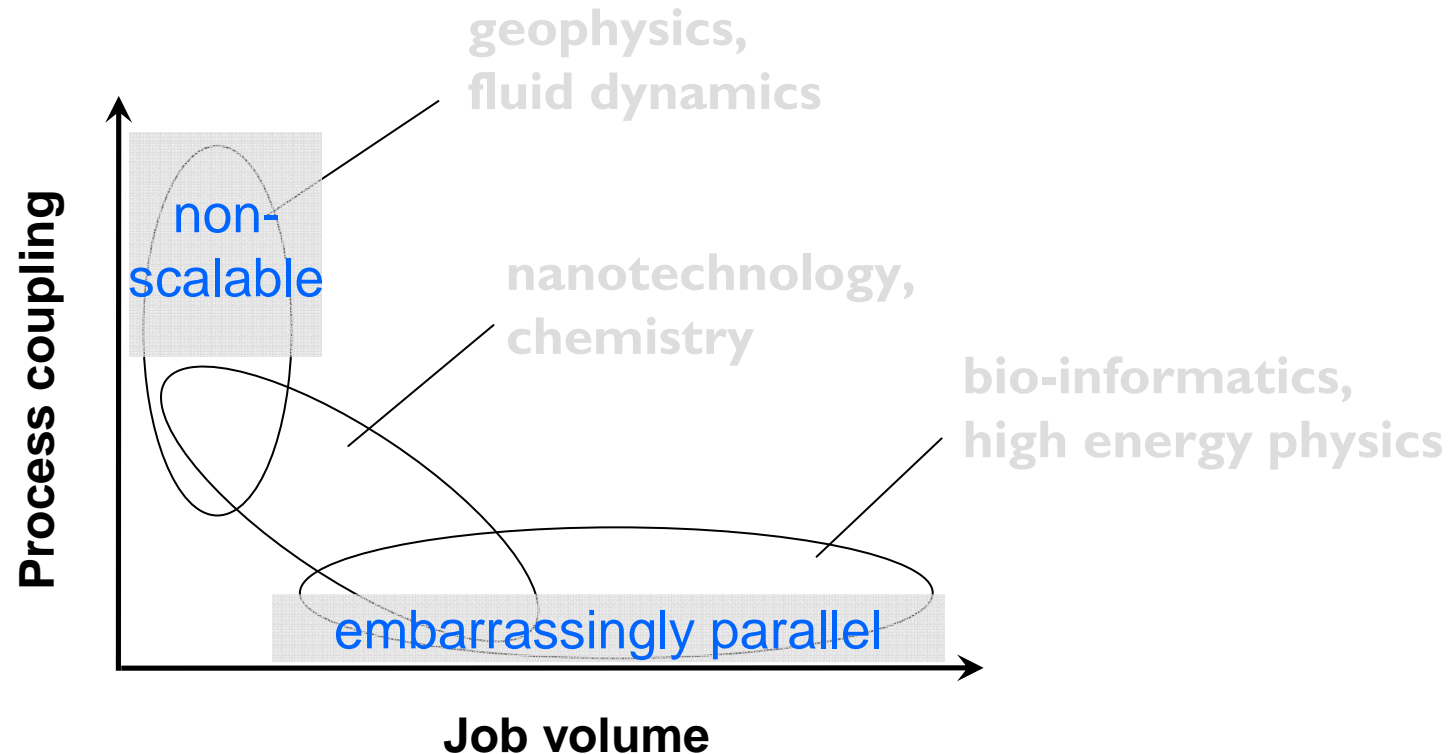 geophysics,
fluid dynamics
non-
scalable
nanotechnology,
chemistry
bio-informatics,
high energy physics
embarrassingly parallel
Process coupling
Job volume